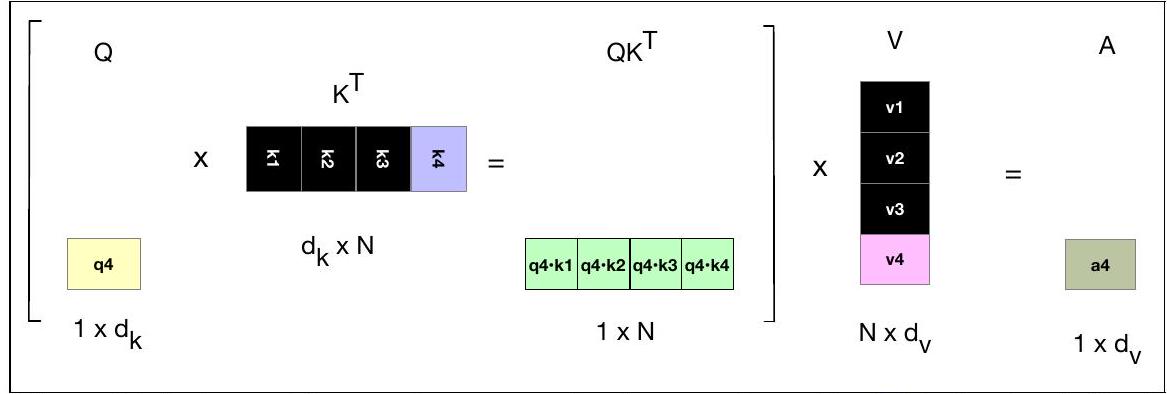 Q
x
K^T
k1 k2 k3 k4
d_k x N
=
QK^T
q4
1 x d_k
q4·k1 q4·k2 q4·k3 q4·k4
1 x N
x
V
v1
v2
v3
v4
N x d_v
=
A
a4
1 x d_v